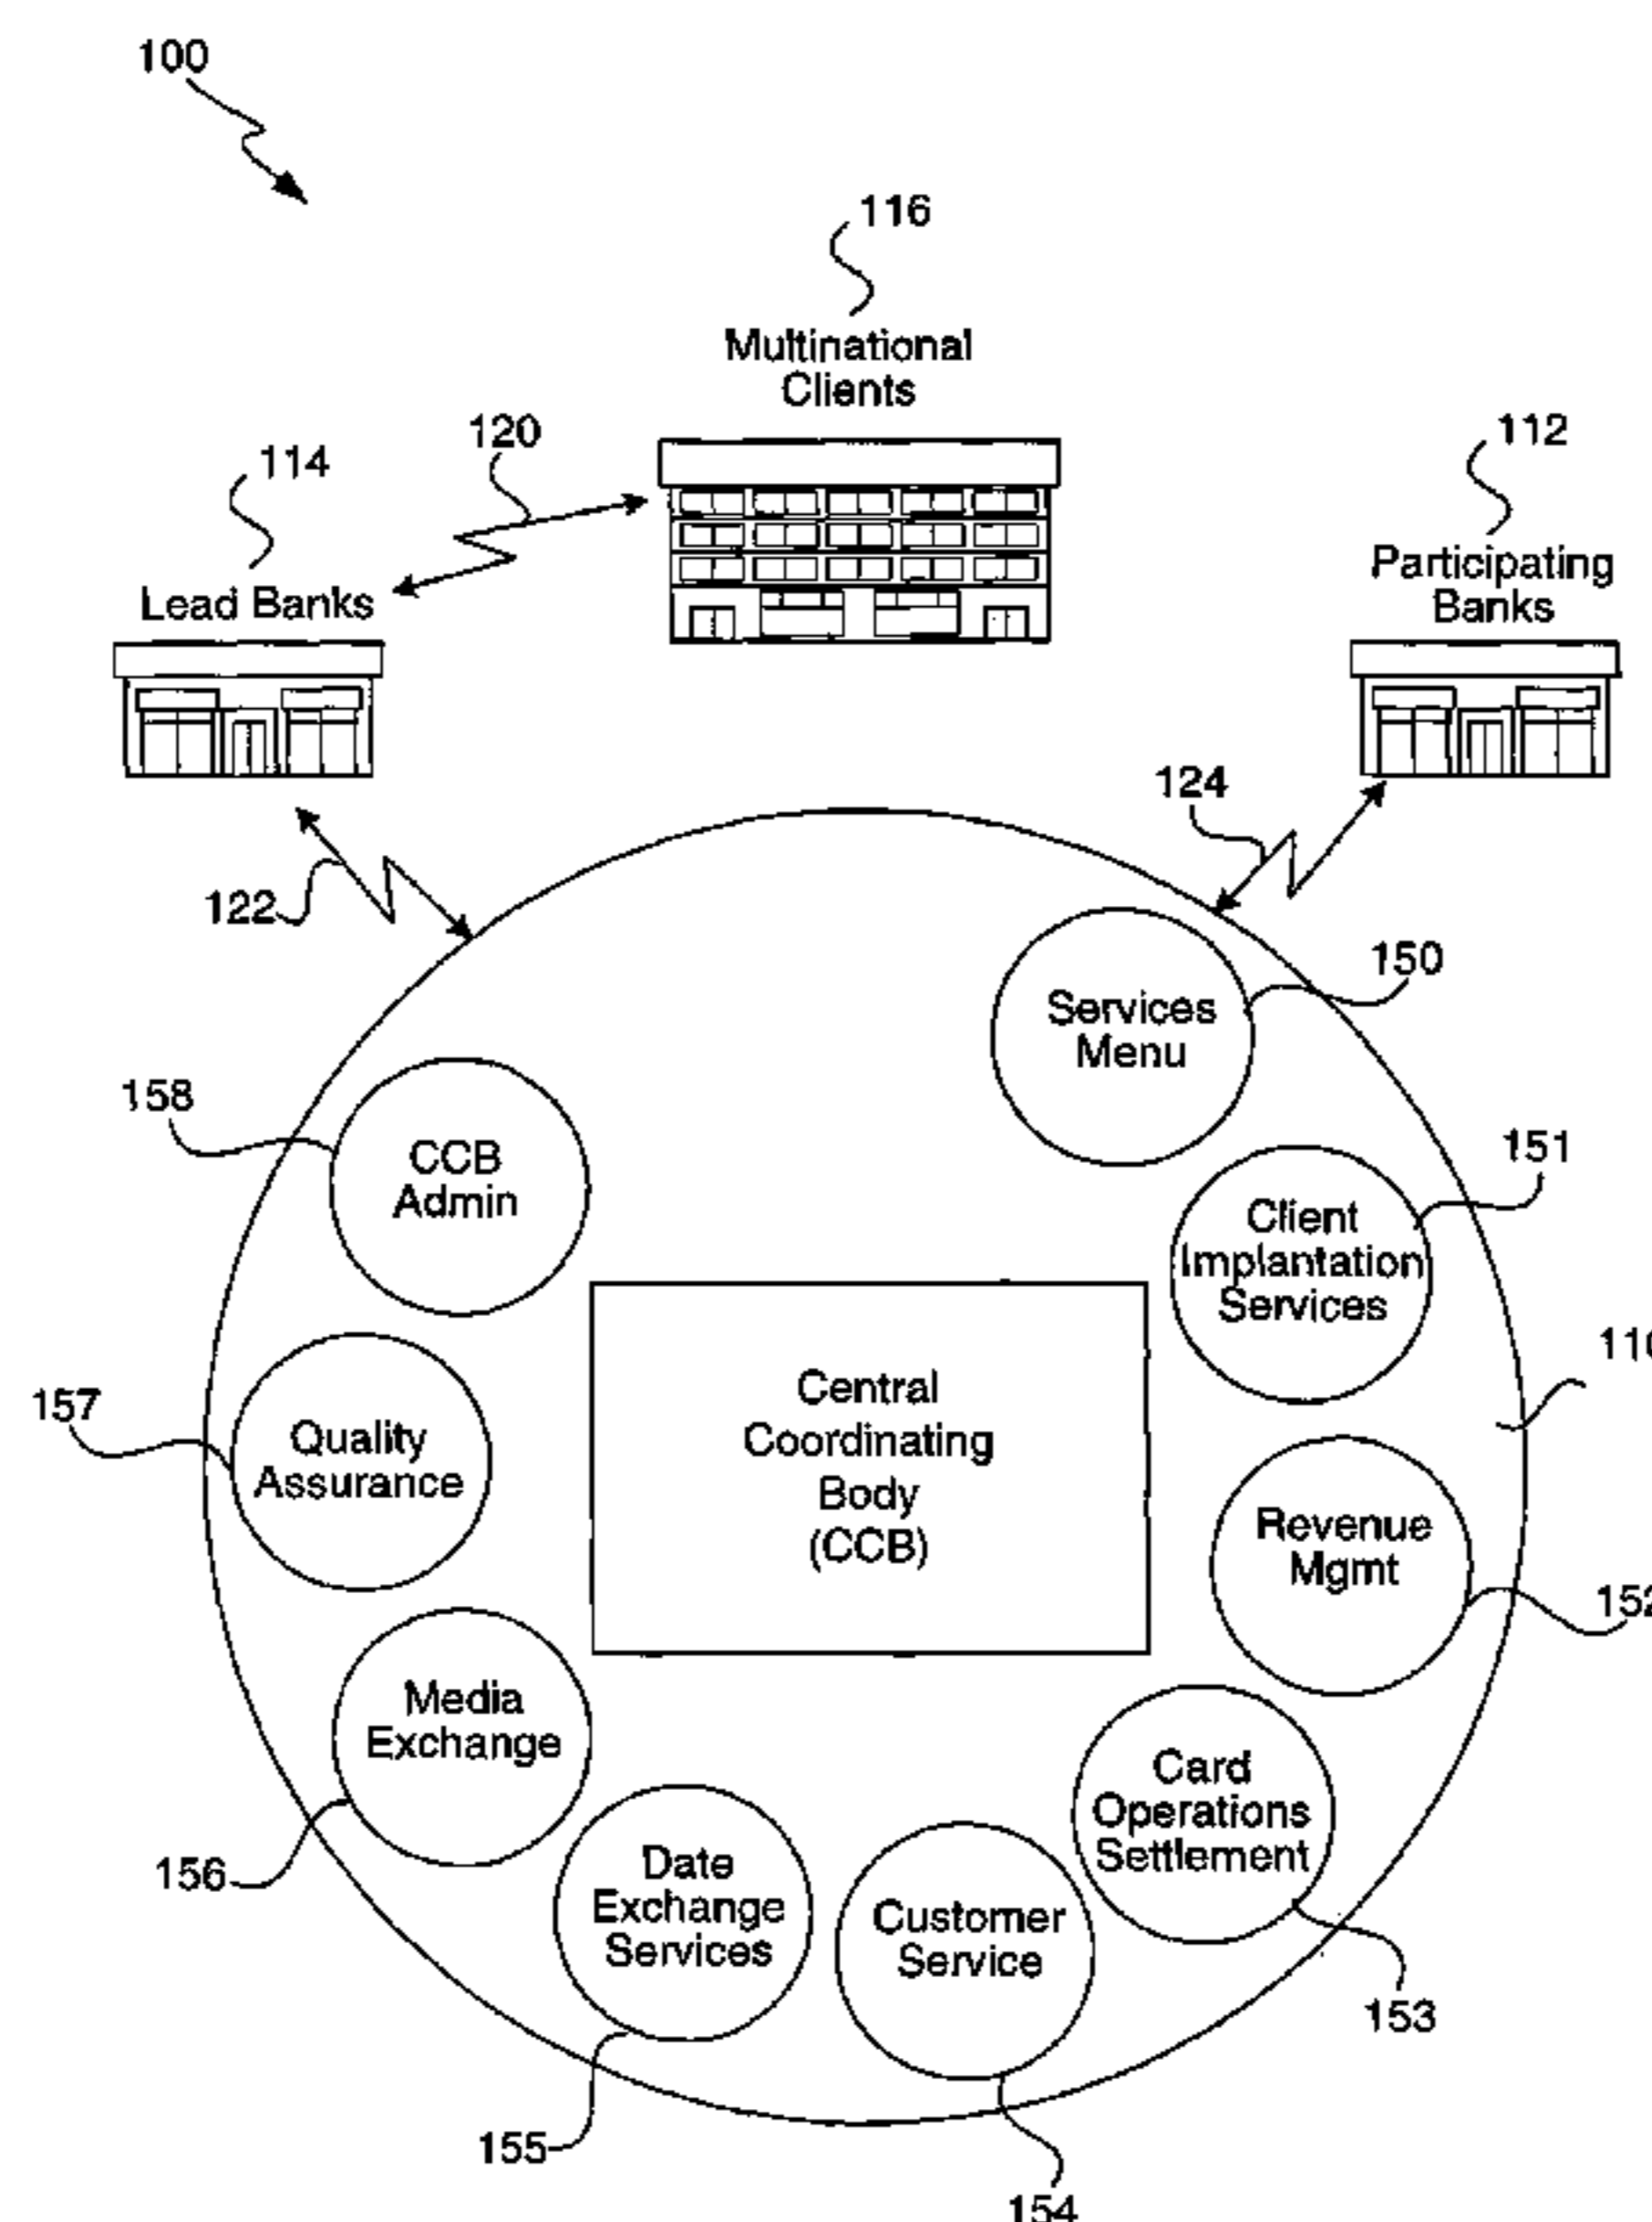 100
116
Multinational
Clients
120
114
112
Lead Banks
Participating
Banks
124
122
150
Services
Menu
158
CCB
Admin
151
Client
Implantation
Services
Central
Coordinating
Body
(CCB)
157
Quality
Assurance
Revenue
Mgmt
Media
Exchange
156
Card
Operations
Settlement
Date
Exchange
Services
Customer
Service
153
155
154